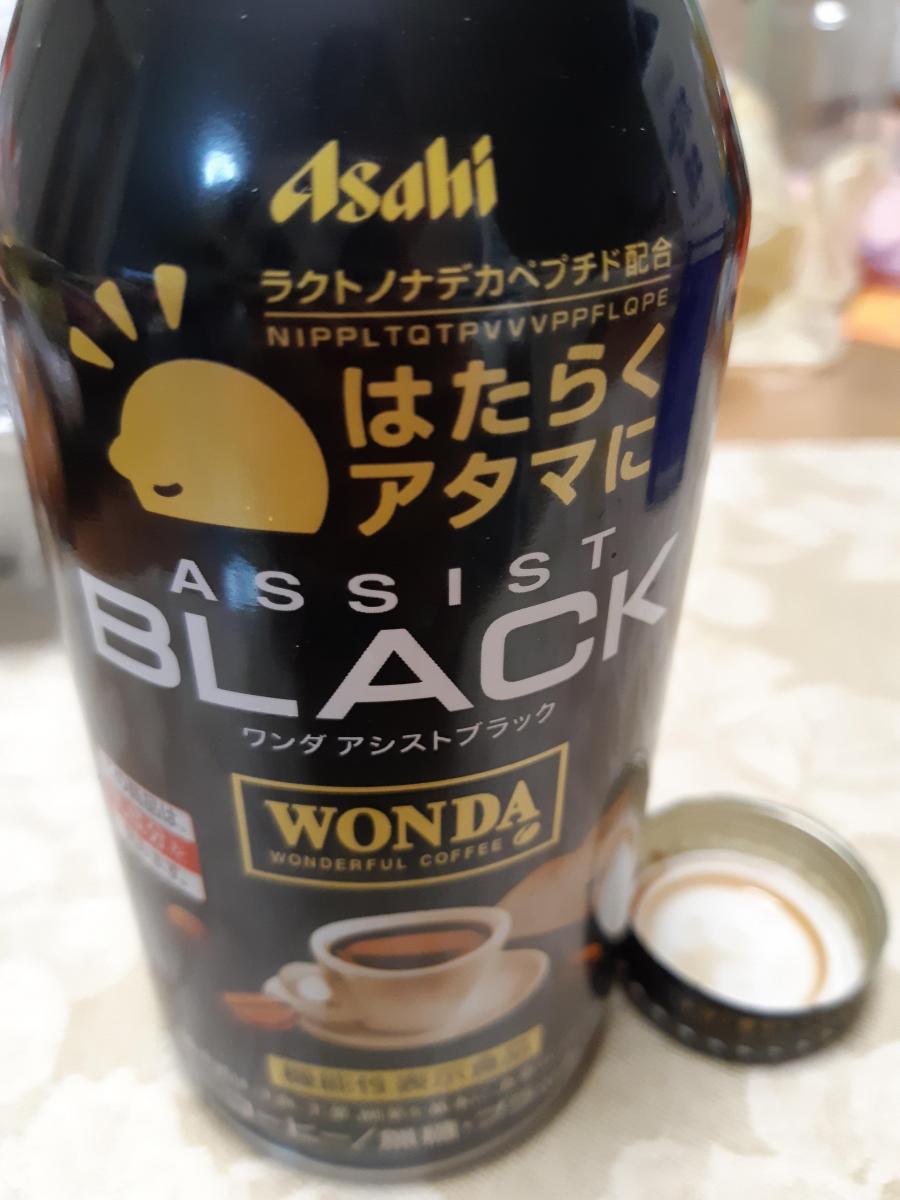 Asahi
ラクトノナデカペプチド配合
NIPPLTQTPVVVPPFLQPE
はたらく
アタマに
ASSIST
BLACK
ワンダ アシストブラック
WONDA
WONDERFUL COFFEE
機能性表示食品